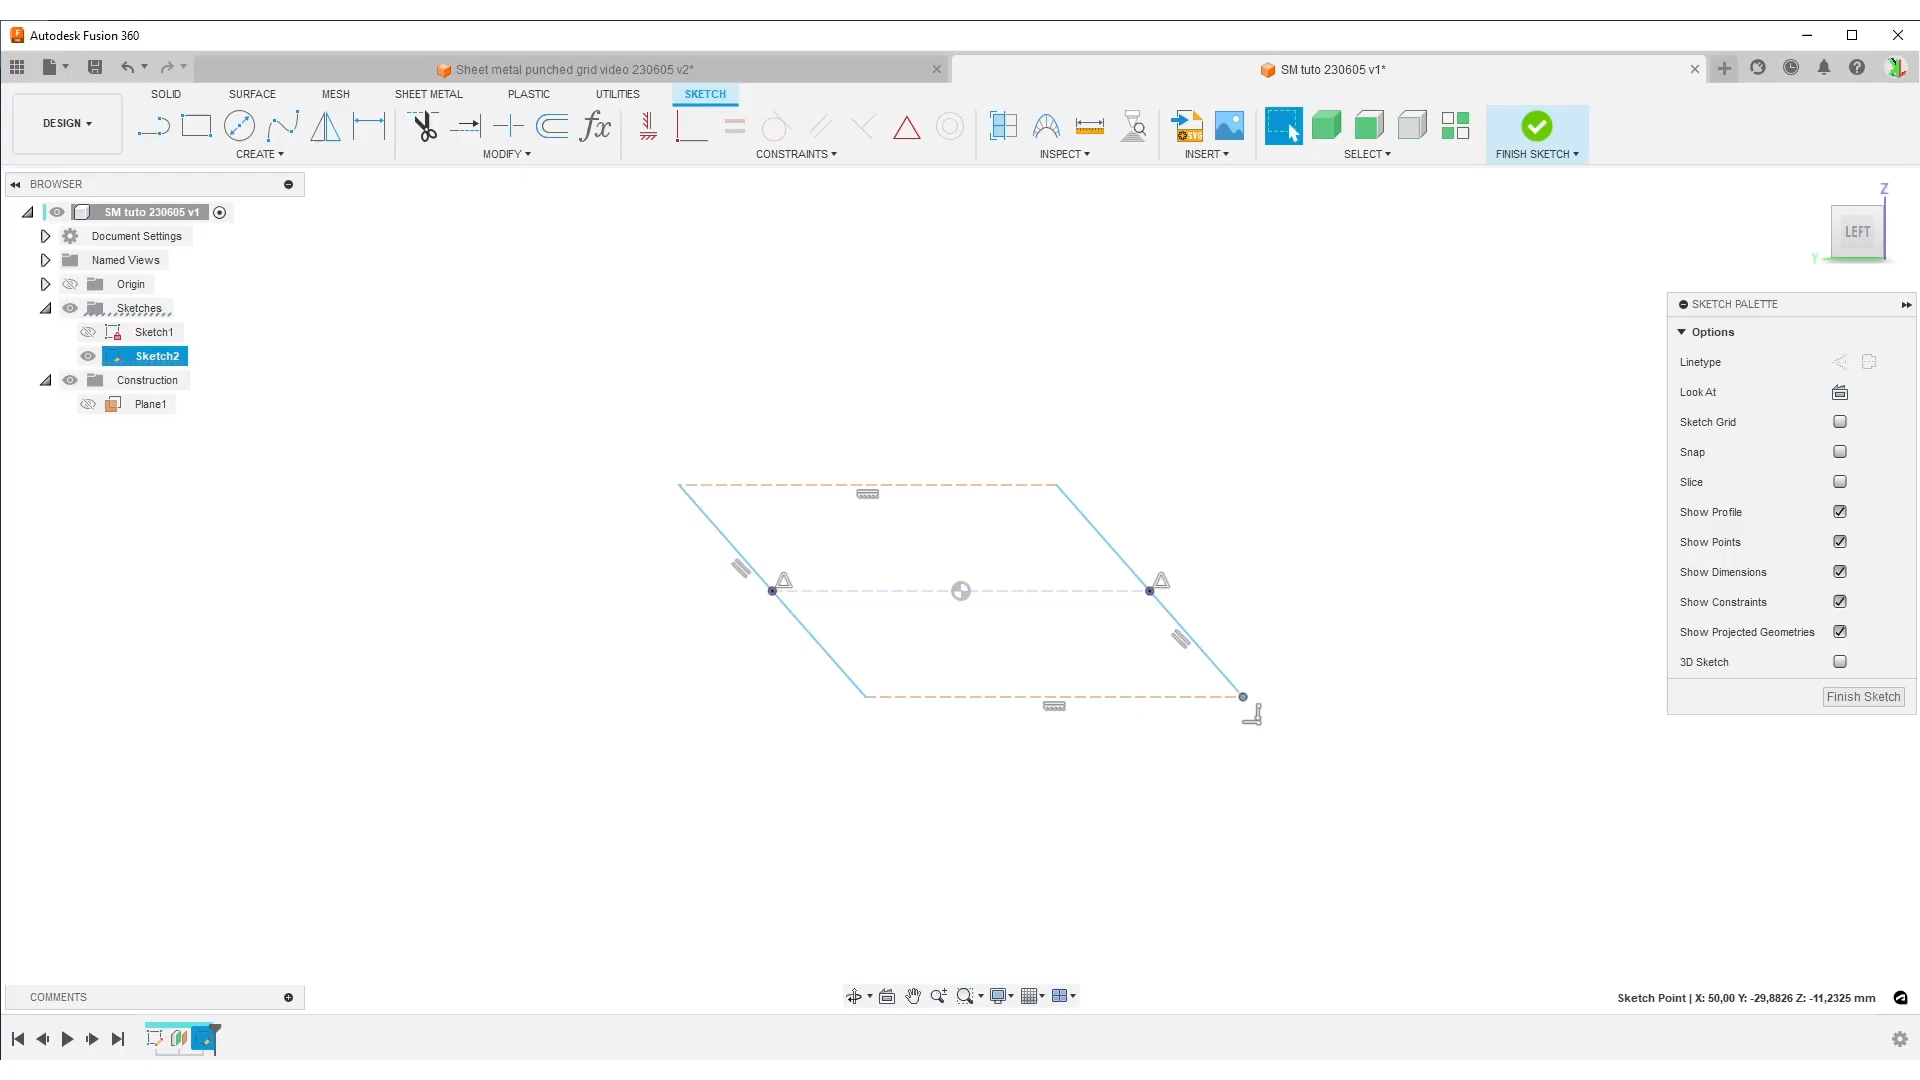 Autodesk Fusion 360
Sheet metal punched grid video 230605 v2*
SM tuto 230605 v1*
SOLID
SURFACE
MESH
SHEET METAL
PLASTIC
UTILITIES
SKETCH
DESIGN
fx
SVG
CREATE
MODIFY
CONSTRAINTS
INSPECT
INSERT
SELECT
FINISH SKETCH
BROWSER
SM tuto 230605 v1
Document Settings
Named Views
Origin
Sketches
Sketch1
Sketch2
Construction
Plane1
Z
LEFT
Y
SKETCH PALETTE
Options
Linetype
Look At
Sketch Grid
Snap
Slice
Show Profile
Show Points
Show Dimensions
Show Constraints
Show Projected Geometries
3D Sketch
Finish Sketch
COMMENTS
Sketch Point | X: 50,00 Y: -29,8826 Z: -11,2325 mm